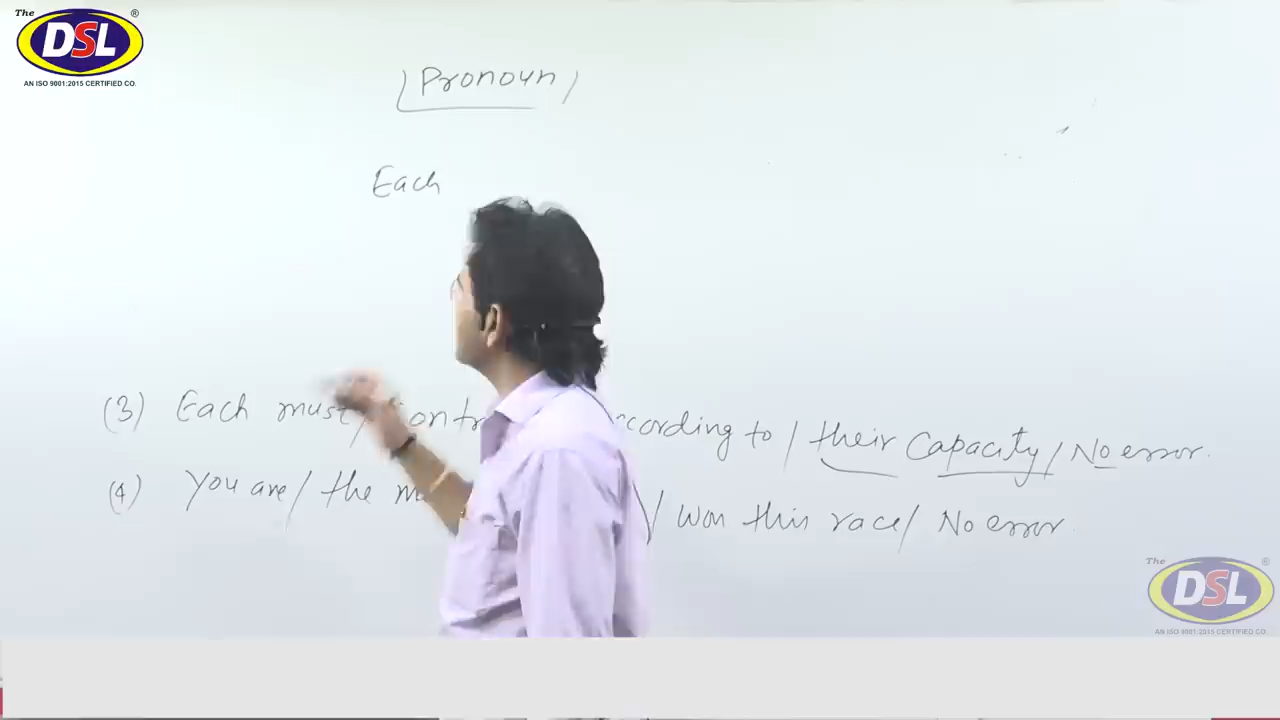 The DSL ®
AN ISO 9001:2015 CERTIFIED CO.
Pronoun
Each
(3) Each must / according to / their capacity / No error.
(4) You are / the / won this race / No error.
The DSL ®
AN ISO 9001:2015 CERTIFIED CO.